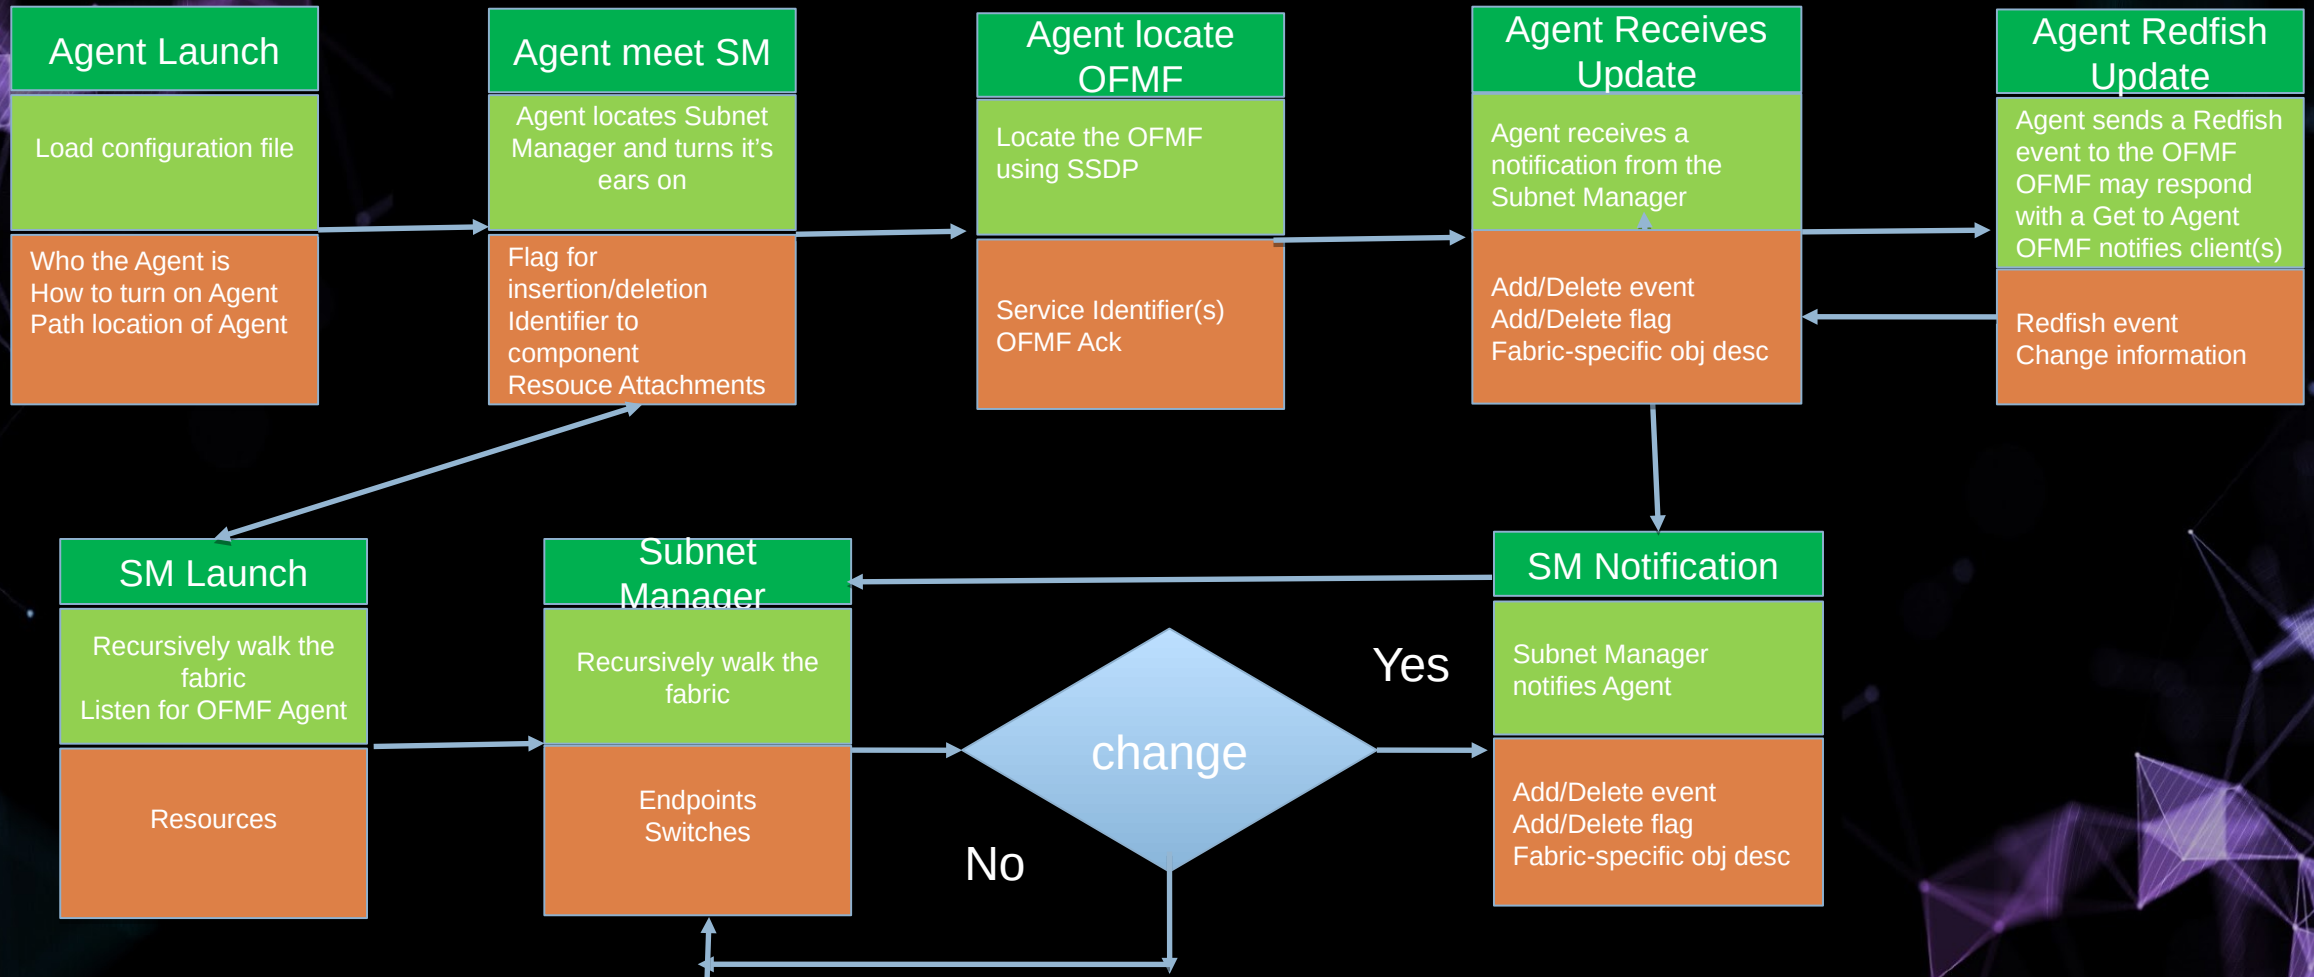 Agent Launch
Load configuration file
Who the Agent is
How to turn on Agent
Path location of Agent
Agent meet SM
Agent locates Subnet
Manager and turns it’s
ears on
Flag for
insertion/deletion
Identifier to
component
Resouce Attachments
Agent locate
OFMF
Locate the OFMF
using SSDP
Service Identifier(s)
OFMF Ack
Agent Receives
Update
Agent receives a
notification from the
Subnet Manager
Add/Delete event
Add/Delete flag
Fabric-specific obj desc
Agent Redfish
Update
Agent sends a Redfish
event to the OFMF
OFMF may respond
with a Get to Agent
OFMF notifies client(s)
Redfish event
Change information
SM Launch
Recursively walk the
fabric
Listen for OFMF Agent
Resources
Subnet
Manager
Recursively walk the
fabric
Endpoints
Switches
change
Yes
No
SM Notification
Subnet Manager
notifies Agent
Add/Delete event
Add/Delete flag
Fabric-specific obj desc